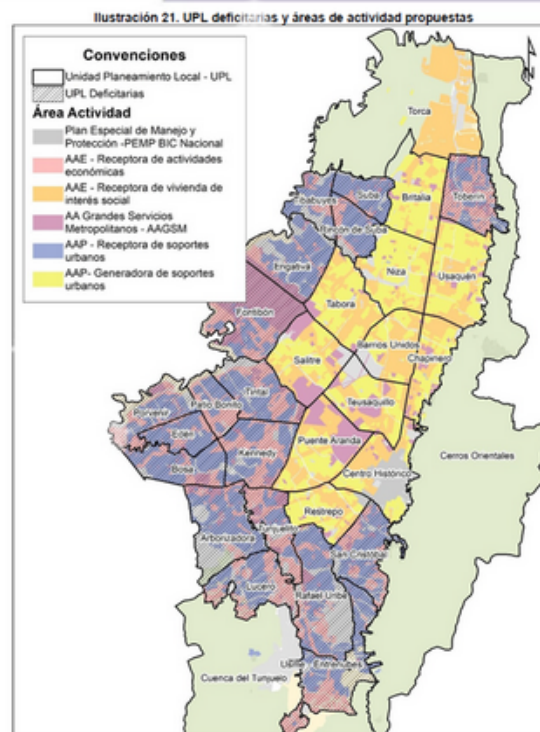 Ilustración 21. UPL deficitarias y áreas de actividad propuestas
Convenciones
Unidad Planeamiento Local - UPL
UPL Deficitarias
Área Actividad
Plan Especial de Manejo y
Protección -PEMP BIC Nacional
AAE - Receptora de actividades
económicas
AAE - Receptora de vivienda de
interés social
AA Grandes Servicios
Metropolitanos - AAGSM
AAP - Receptora de soportes
urbanos
AAP- Generadora de soportes
urbanos
Torca
Britalia
Toberín
Tibabuyes
Suba
Rincón de Suba
Niza
Usaquén
Engativá
Tabora
Fontibón
Barrios Unidos
Chapinero
Salitre
Teusaquillo
Tintal
Patio Bonito
Porvenir
Edén
Bosa
Kennedy
Puente Aranda
Centro Histórico
Cerros Orientales
Restrepo
Tunjuelito
San Cristóbal
Arborizadora
Lucero
Rafael Uribe
Usme - Entrenubes
Cuenca del Tunjuelo